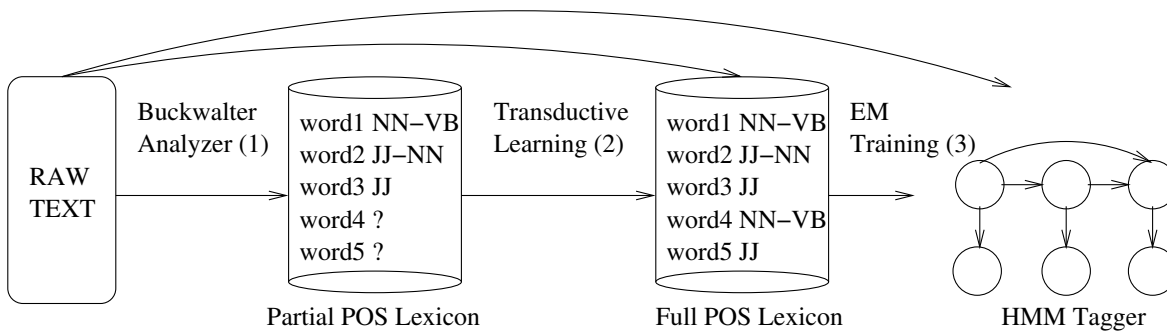 RAW
TEXT
Buckwalter
Analyzer (1)
word1 NN−VB
word2 JJ−NN
word3 JJ
word4 ?
word5 ?
Partial POS Lexicon
Transductive
Learning (2)
word1 NN−VB
word2 JJ−NN
word3 JJ
word4 NN−VB
word5 JJ
Full POS Lexicon
EM
Training (3)
HMM Tagger